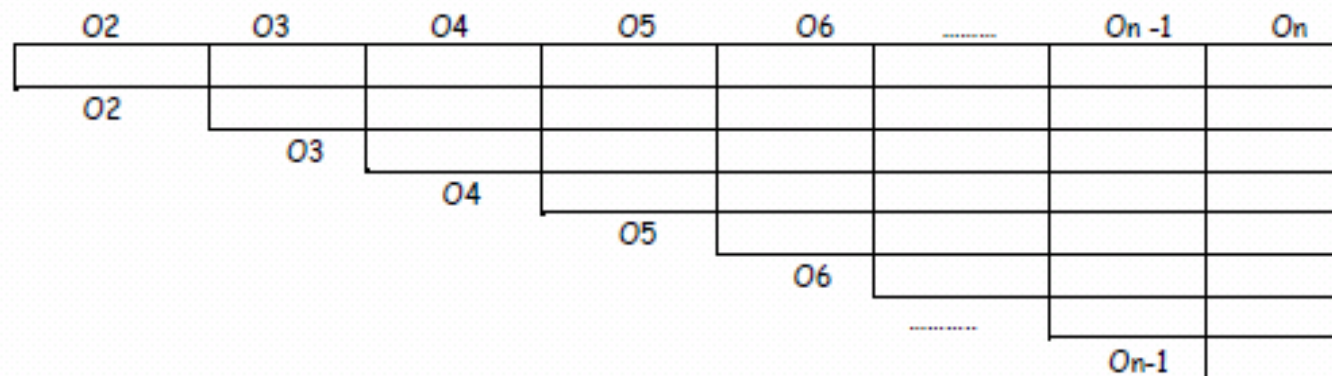 O2 O3 O4 O5 O6 ......... On -1 On
O2
O3
O4
O5
O6
...........
On-1